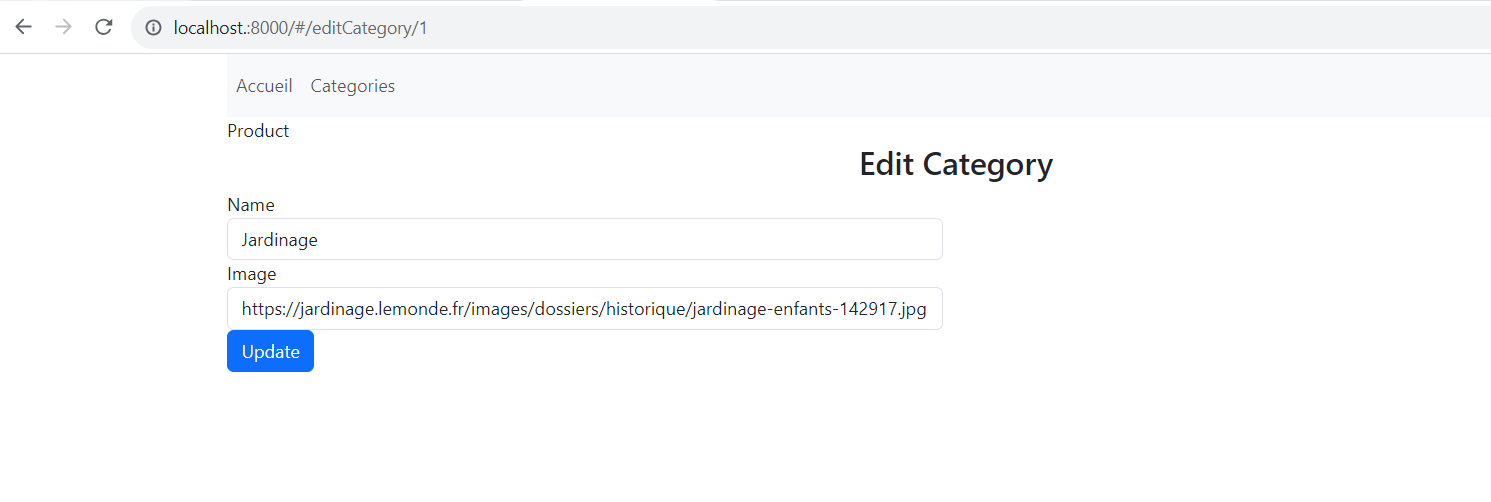 localhost.:8000/#/editCategory/1
Accueil Categories
Product
Edit Category
Name
Jardinage
Image
https://jardinage.lemonde.fr/images/dossiers/historique/jardinage-enfants-142917.jpg
Update